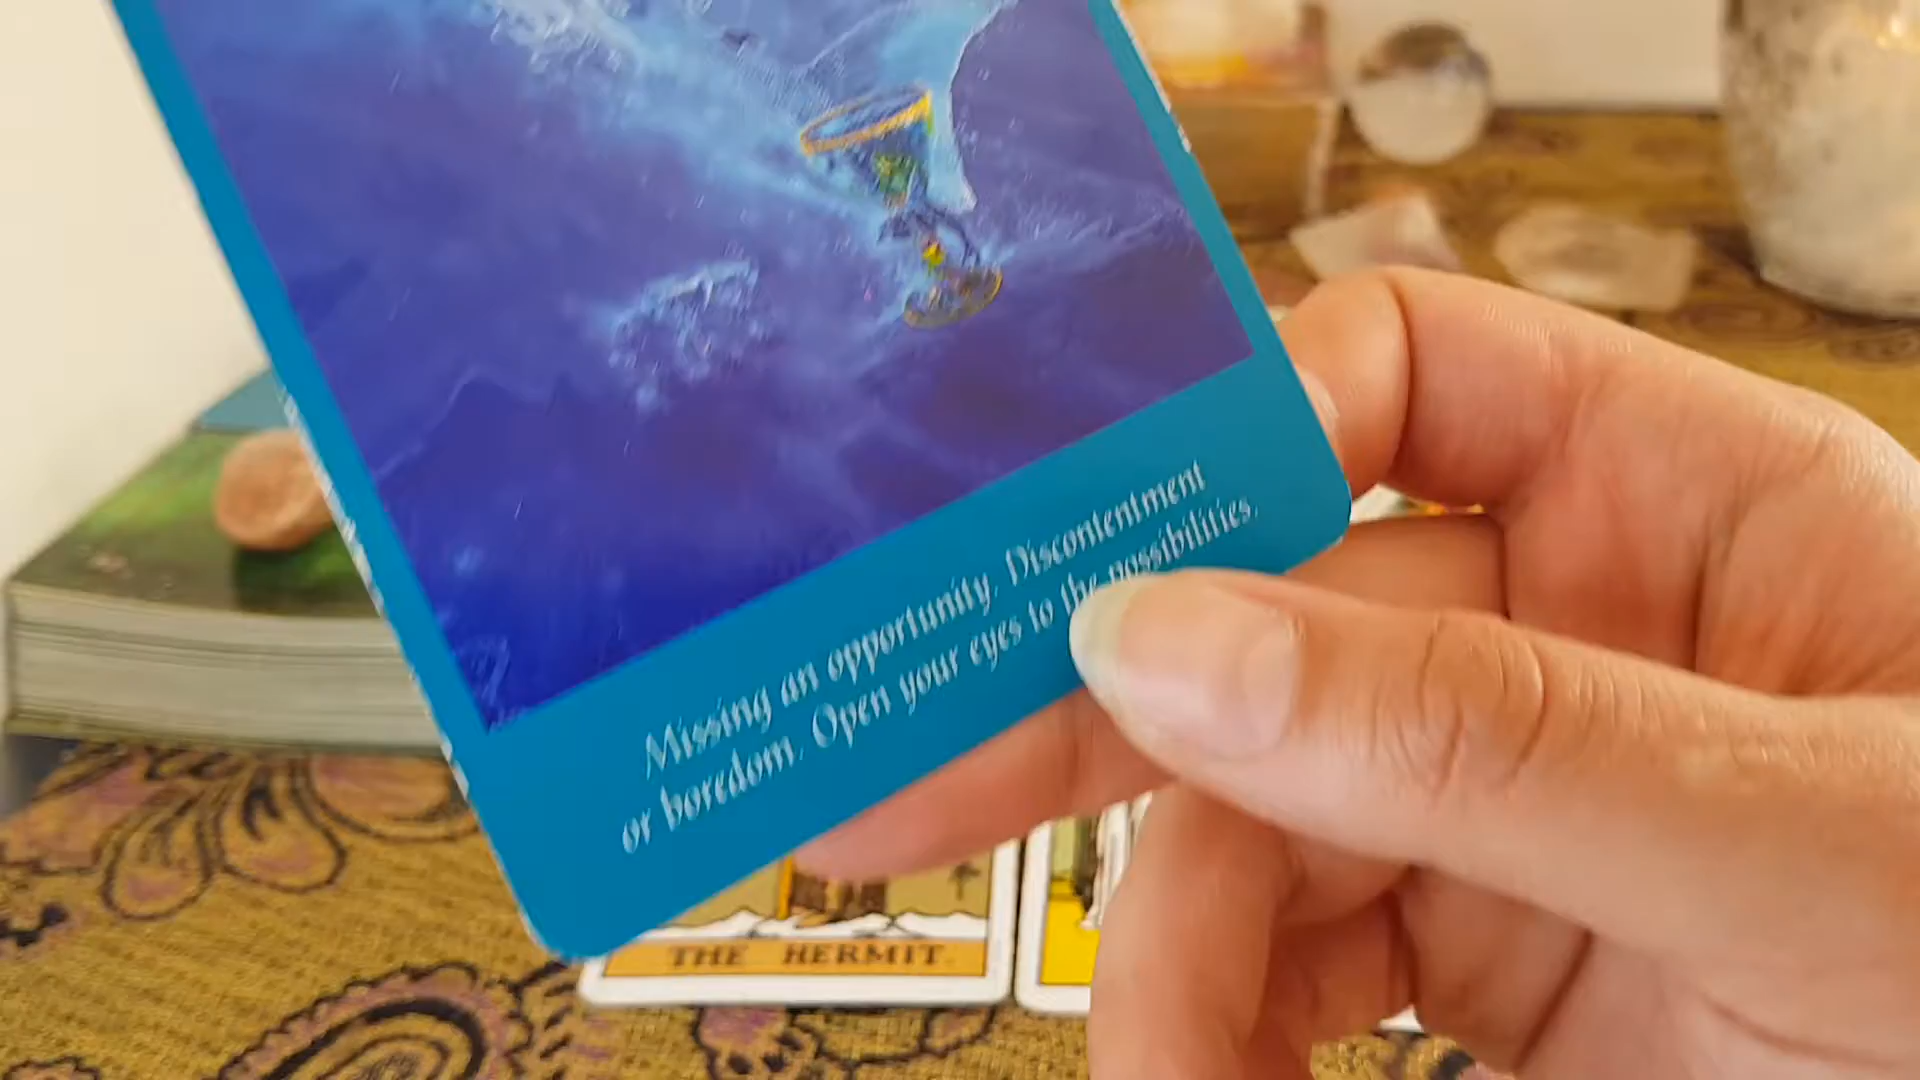 Missing an opportunity. Discontentment
or boredom. Open your eyes to the possibilities.
THE HERMIT.